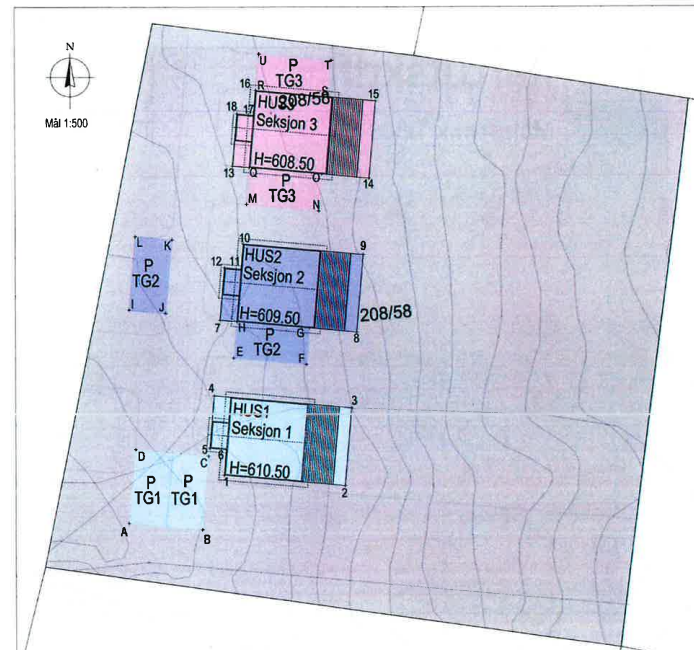 N
Mål 1:500
U
T
P
TG3
16
R
S
15
HUS3
208/58
18
17
Seksjon 3
H=608.50
13
Q
O
14
P
TG3
M
N
L
K
10
9
HUS2
12
11
Seksjon 2
P
TG2
I
J
H=609.50
7
H
G
8
208/58
P
TG2
E
F
4
3
HUS1
Seksjon 1
5
6
C
D
H=610.50
1
2
P
TG1
P
TG1
A
B